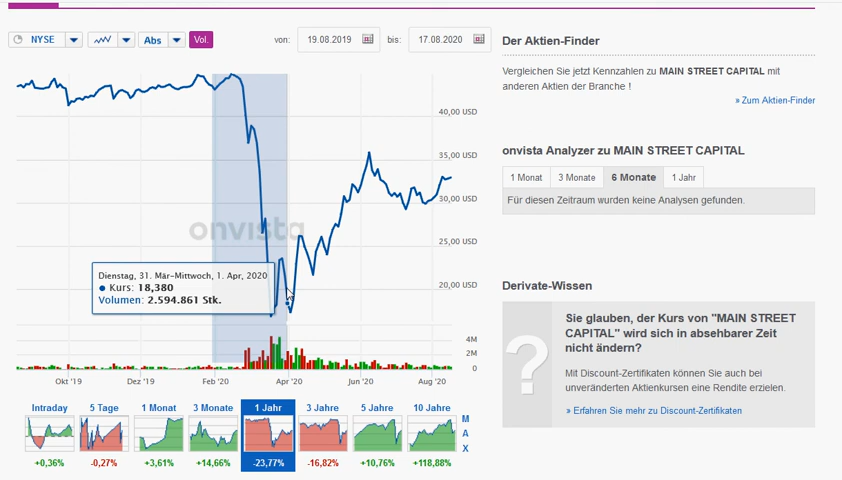 NYSE
Abs
Vol.
von:
19.08.2019
bis:
17.08.2020
40,00 USD
35,00 USD
30,00 USD
25,00 USD
20,00 USD
onvista
Dienstag, 31. Mär-Mittwoch, 1. Apr, 2020
Kurs: 18,380
Volumen: 2.594.861 Stk.
4M
2M
0
Okt '19
Dez '19
Feb '20
Apr '20
Jun '20
Aug '20
Intraday
5 Tage
1 Monat
3 Monate
1 Jahr
3 Jahre
5 Jahre
10 Jahre
M
A
X
+0,36%
-0,27%
+3,61%
+14,66%
-23,77%
-16,82%
+10,76%
+118,88%
Der Aktien-Finder
Vergleichen Sie jetzt Kennzahlen zu MAIN STREET CAPITAL mit
anderen Aktien der Branche !
» Zum Aktien-Finder
onvista Analyzer zu MAIN STREET CAPITAL
1 Monat
3 Monate
6 Monate
1 Jahr
Für diesen Zeitraum wurden keine Analysen gefunden.
Derivate-Wissen
?
Sie glauben, der Kurs von "MAIN STREET
CAPITAL" wird sich in absehbarer Zeit
nicht ändern?
Mit Discount-Zertifikaten können Sie auch bei
unveränderten Aktienkursen eine Rendite erzielen.
» Erfahren Sie mehr zu Discount-Zertifikaten